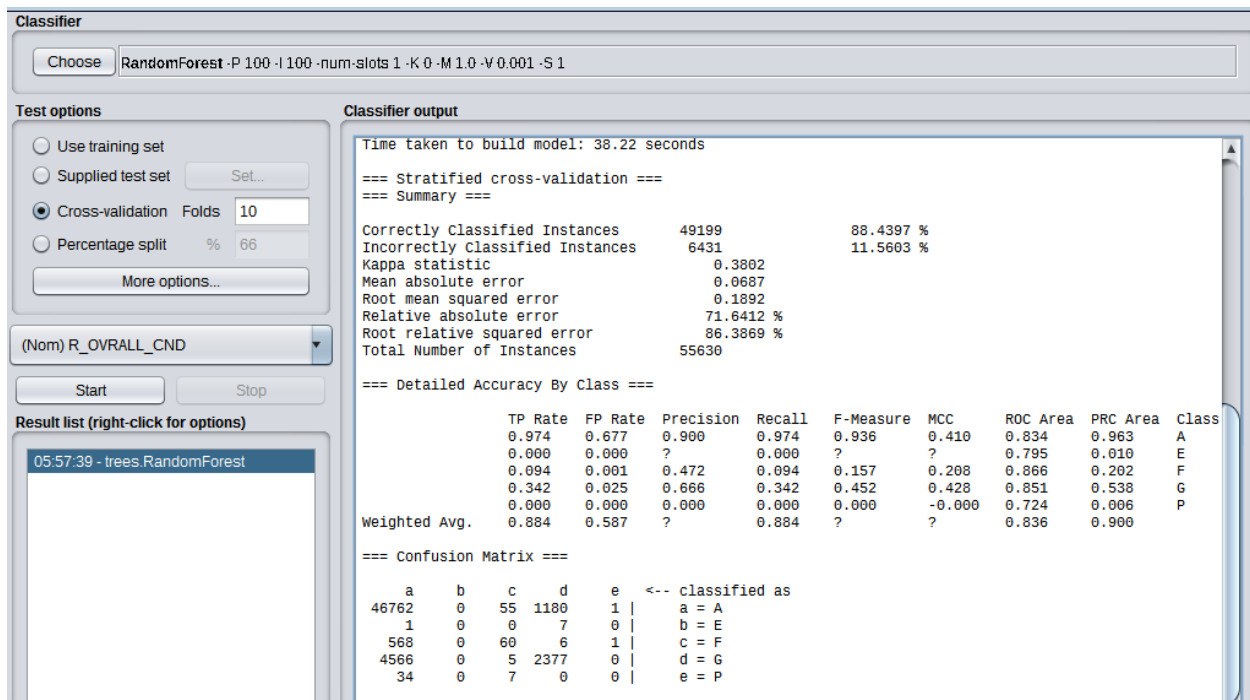 Classifier
Choose RandomForest -P 100 -I 100 -num-slots 1 -K 0 -M 1.0 -V 0.001 -S 1
Test options
Use training set
Supplied test set Set...
Cross-validation Folds 10
Percentage split % 66
More options...
(Nom) R_OVRALL_CND
Start Stop
Result list (right-click for options)
05:57:39 - trees.RandomForest
Classifier output
Time taken to build model: 38.22 seconds
=== Stratified cross-validation ===
=== Summary ===
Correctly Classified Instances 49199 88.4397 %
Incorrectly Classified Instances 6431 11.5603 %
Kappa statistic 0.3802
Mean absolute error 0.0687
Root mean squared error 0.1892
Relative absolute error 71.6412 %
Root relative squared error 86.3869 %
Total Number of Instances 55630
=== Detailed Accuracy By Class ===
TP Rate FP Rate Precision Recall F-Measure MCC ROC Area PRC Area Class
0.974 0.677 0.900 0.974 0.936 0.410 0.834 0.963 A
0.000 0.000 ? 0.000 ? ? 0.795 0.010 E
0.094 0.001 0.472 0.094 0.157 0.208 0.866 0.202 F
0.342 0.025 0.666 0.342 0.452 0.428 0.851 0.538 G
0.000 0.000 0.000 0.000 0.000 -0.000 0.724 0.006 P
Weighted Avg. 0.884 0.587 ? 0.884 ? ? 0.836 0.900
=== Confusion Matrix ===
a b c d e <-- classified as
46762 0 55 1180 1 | a = A
1 0 0 7 0 | b = E
568 0 60 6 1 | c = F
4566 0 5 2377 0 | d = G
34 0 7 0 0 | e = P